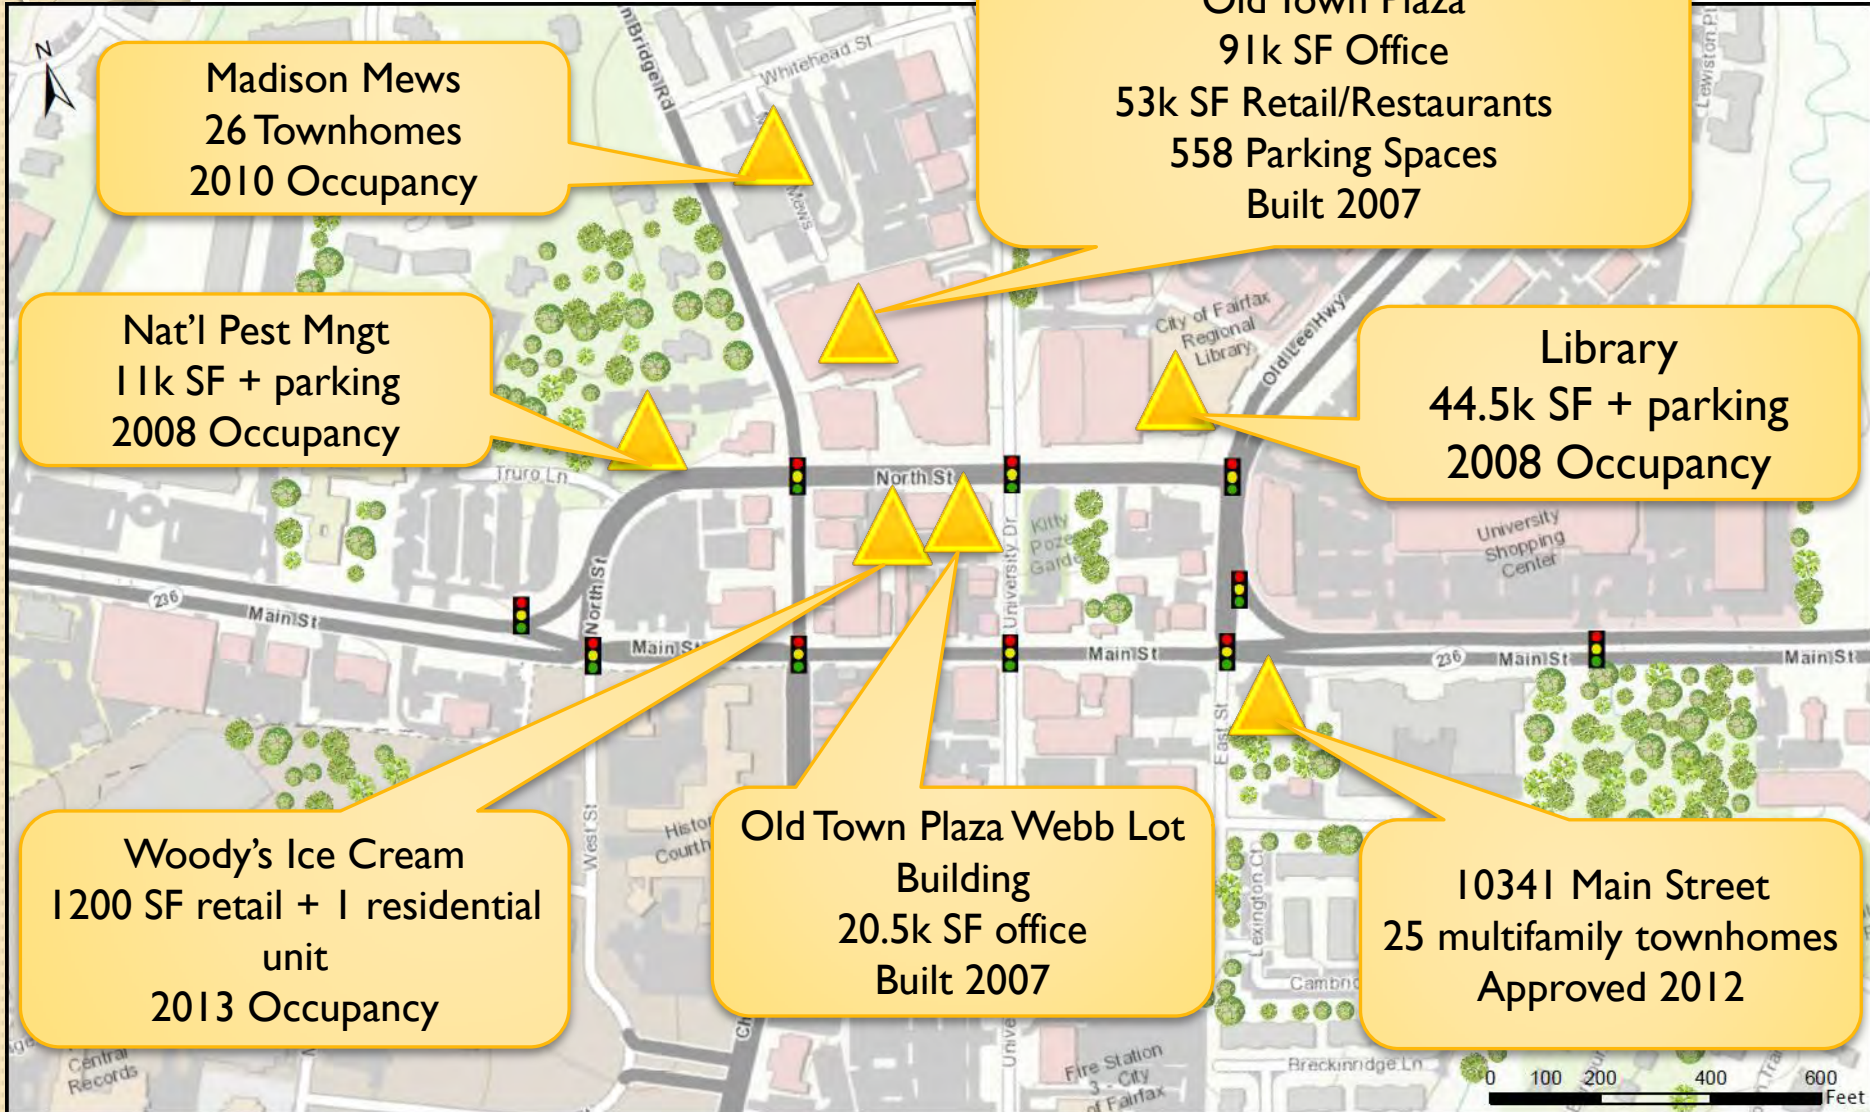 Old Town Plaza
91k SF Office
53k SF Retail/Restaurants
558 Parking Spaces
Built 2007
N
Madison Mews
26 Townhomes
2010 Occupancy
Whitehead St
Lewiston Pl
Mews
Nat'l Pest Mngt
11k SF + parking
2008 Occupancy
City of Fairfax
Regional
Library
Old Lee Hwy
Library
44.5k SF + parking
2008 Occupancy
Truro Ln
North St
Kitty
Garden
University Dr
University
Shopping
Center
236
Main St
North St
Main St
Main St
236
Main St
Main St
East St
West St
Woody's Ice Cream
1200 SF retail + 1 residential
unit
2013 Occupancy
Old Town Plaza Webb Lot
Building
20.5k SF office
Built 2007
10341 Main Street
25 multifamily townhomes
Approved 2012
Lexington Ct
Central
Records
Fire Station
3 - City
of Fairfax
Breckinridge Ln
0 100 200 400 600
Feet